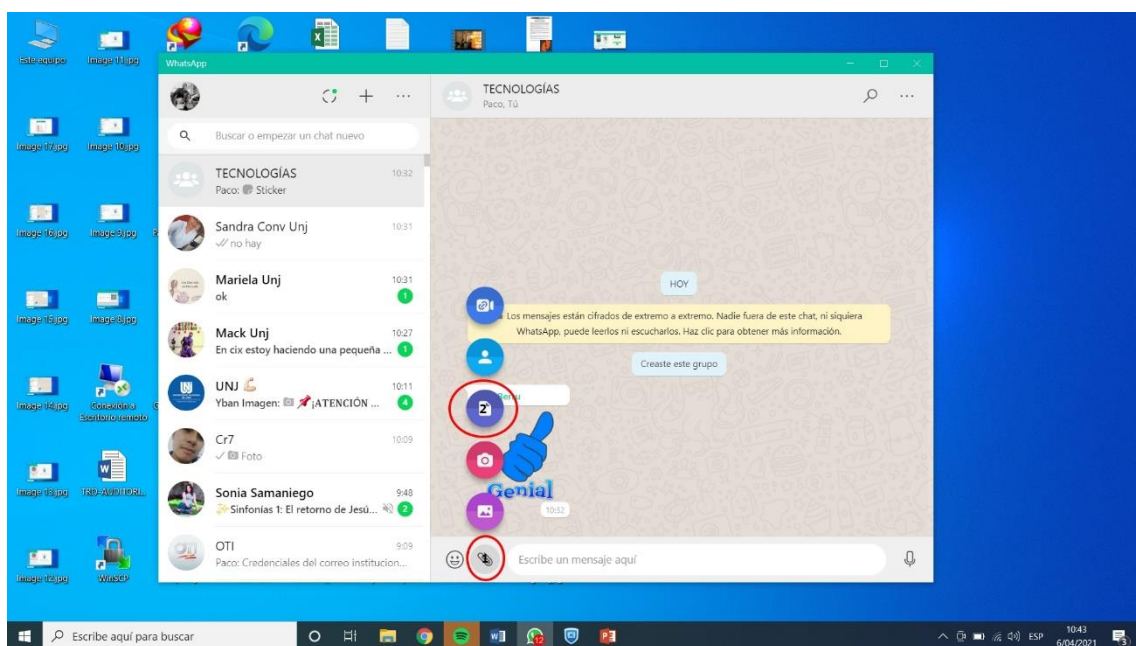 Este equipo
Image 11.jpg
Image 17.jpg
Image 10.jpg
Image 16.jpg
Image 9.jpg
Image 15.jpg
Image 8.jpg
Image 14.jpg
Conexión a
Escritorio remoto
Image 13.jpg
TRD-AUDITORI...
Image 12.jpg
WinSCP
WhatsApp
Buscar o empezar un chat nuevo
TECNOLOGÍAS
10:32
Paco: Sticker
Sandra Conv Unj
10:31
no hay
Mariela Unj
10:31
ok
1
Mack Unj
10:27
En cix estoy haciendo una pequeña ...
1
UNJ 💪
10:11
Yban Imagen: 📷 📌¡ATENCIÓN ...
4
Cr7
10:09
Foto
Sonia Samaniego
9:48
✨Sinfonías 1: El retorno de Jesú...
2
OTI
9:09
Paco: Credenciales del correo institucion...
TECNOLOGÍAS
Paco, Tú
HOY
Los mensajes están cifrados de extremo a extremo. Nadie fuera de este chat, ni siquiera
WhatsApp, puede leerlos ni escucharlos. Haz clic para obtener más información.
Creaste este grupo
2
Genial
10:32
1
Escribe un mensaje aquí
Escribe aquí para buscar
12
ESP
10:43
6/04/2021
3